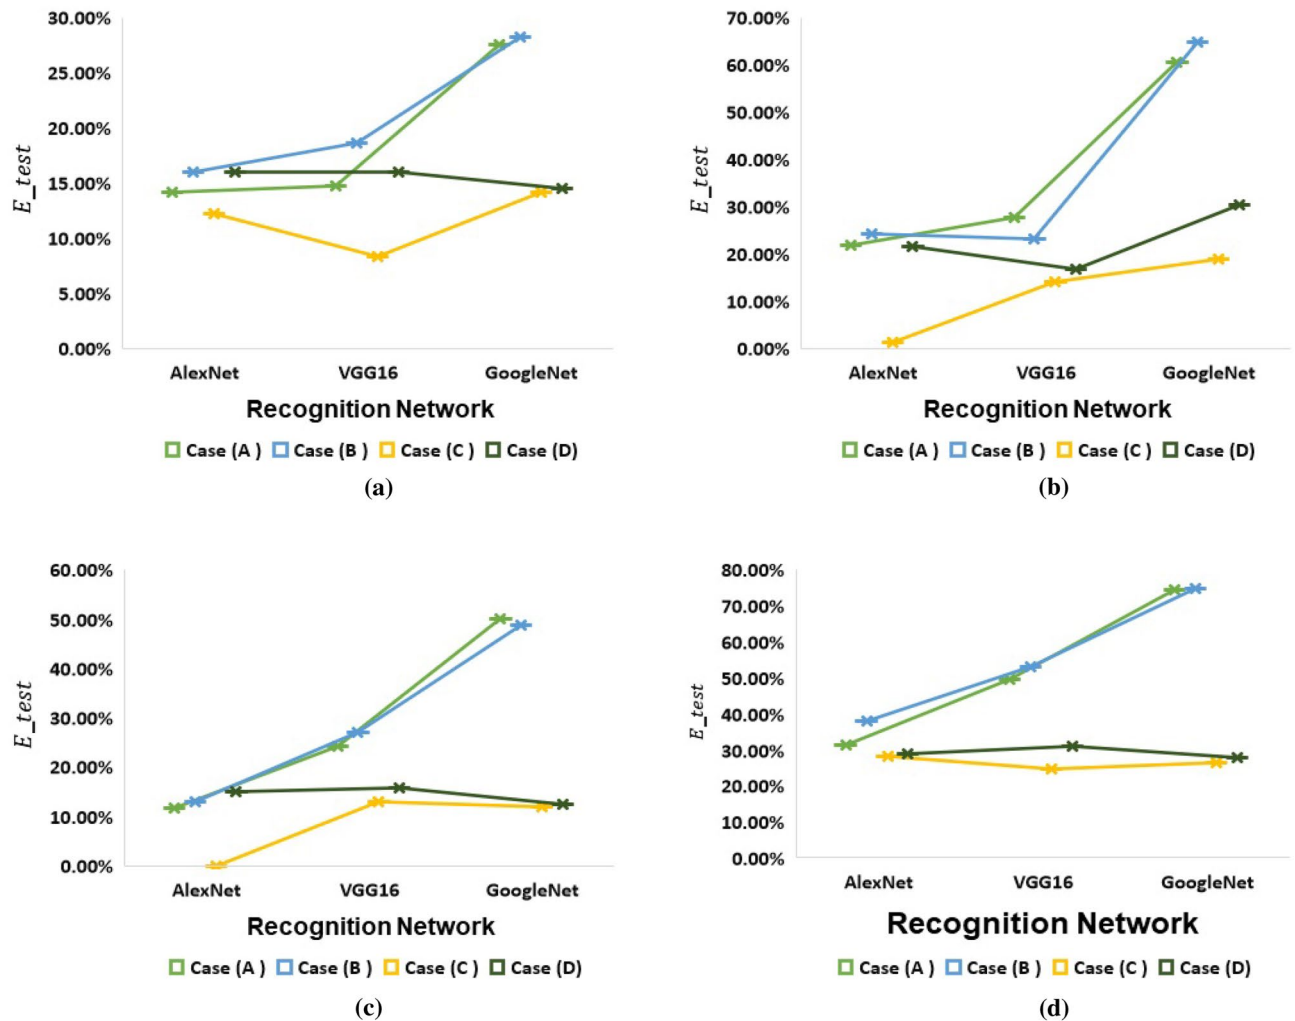 30.00%
25.00%
20.00%
15.00%
10.00%
5.00%
0.00%
E_test
AlexNet VGG16 GoogleNet
Recognition Network
Case (A ) Case (B ) Case (C ) Case (D)
(a)
70.00%
60.00%
50.00%
40.00%
30.00%
20.00%
10.00%
0.00%
E_test
AlexNet VGG16 GoogleNet
Recognition Network
Case (A ) Case (B ) Case (C ) Case (D)
(b)
60.00%
50.00%
40.00%
30.00%
20.00%
10.00%
0.00%
E_test
AlexNet VGG16 GoogleNet
Recognition Network
Case (A ) Case (B ) Case (C ) Case (D)
(c)
80.00%
70.00%
60.00%
50.00%
40.00%
30.00%
20.00%
10.00%
0.00%
E_test
AlexNet VGG16 GoogleNet
Recognition Network
Case (A ) Case (B ) Case (C ) Case (D)
(d)